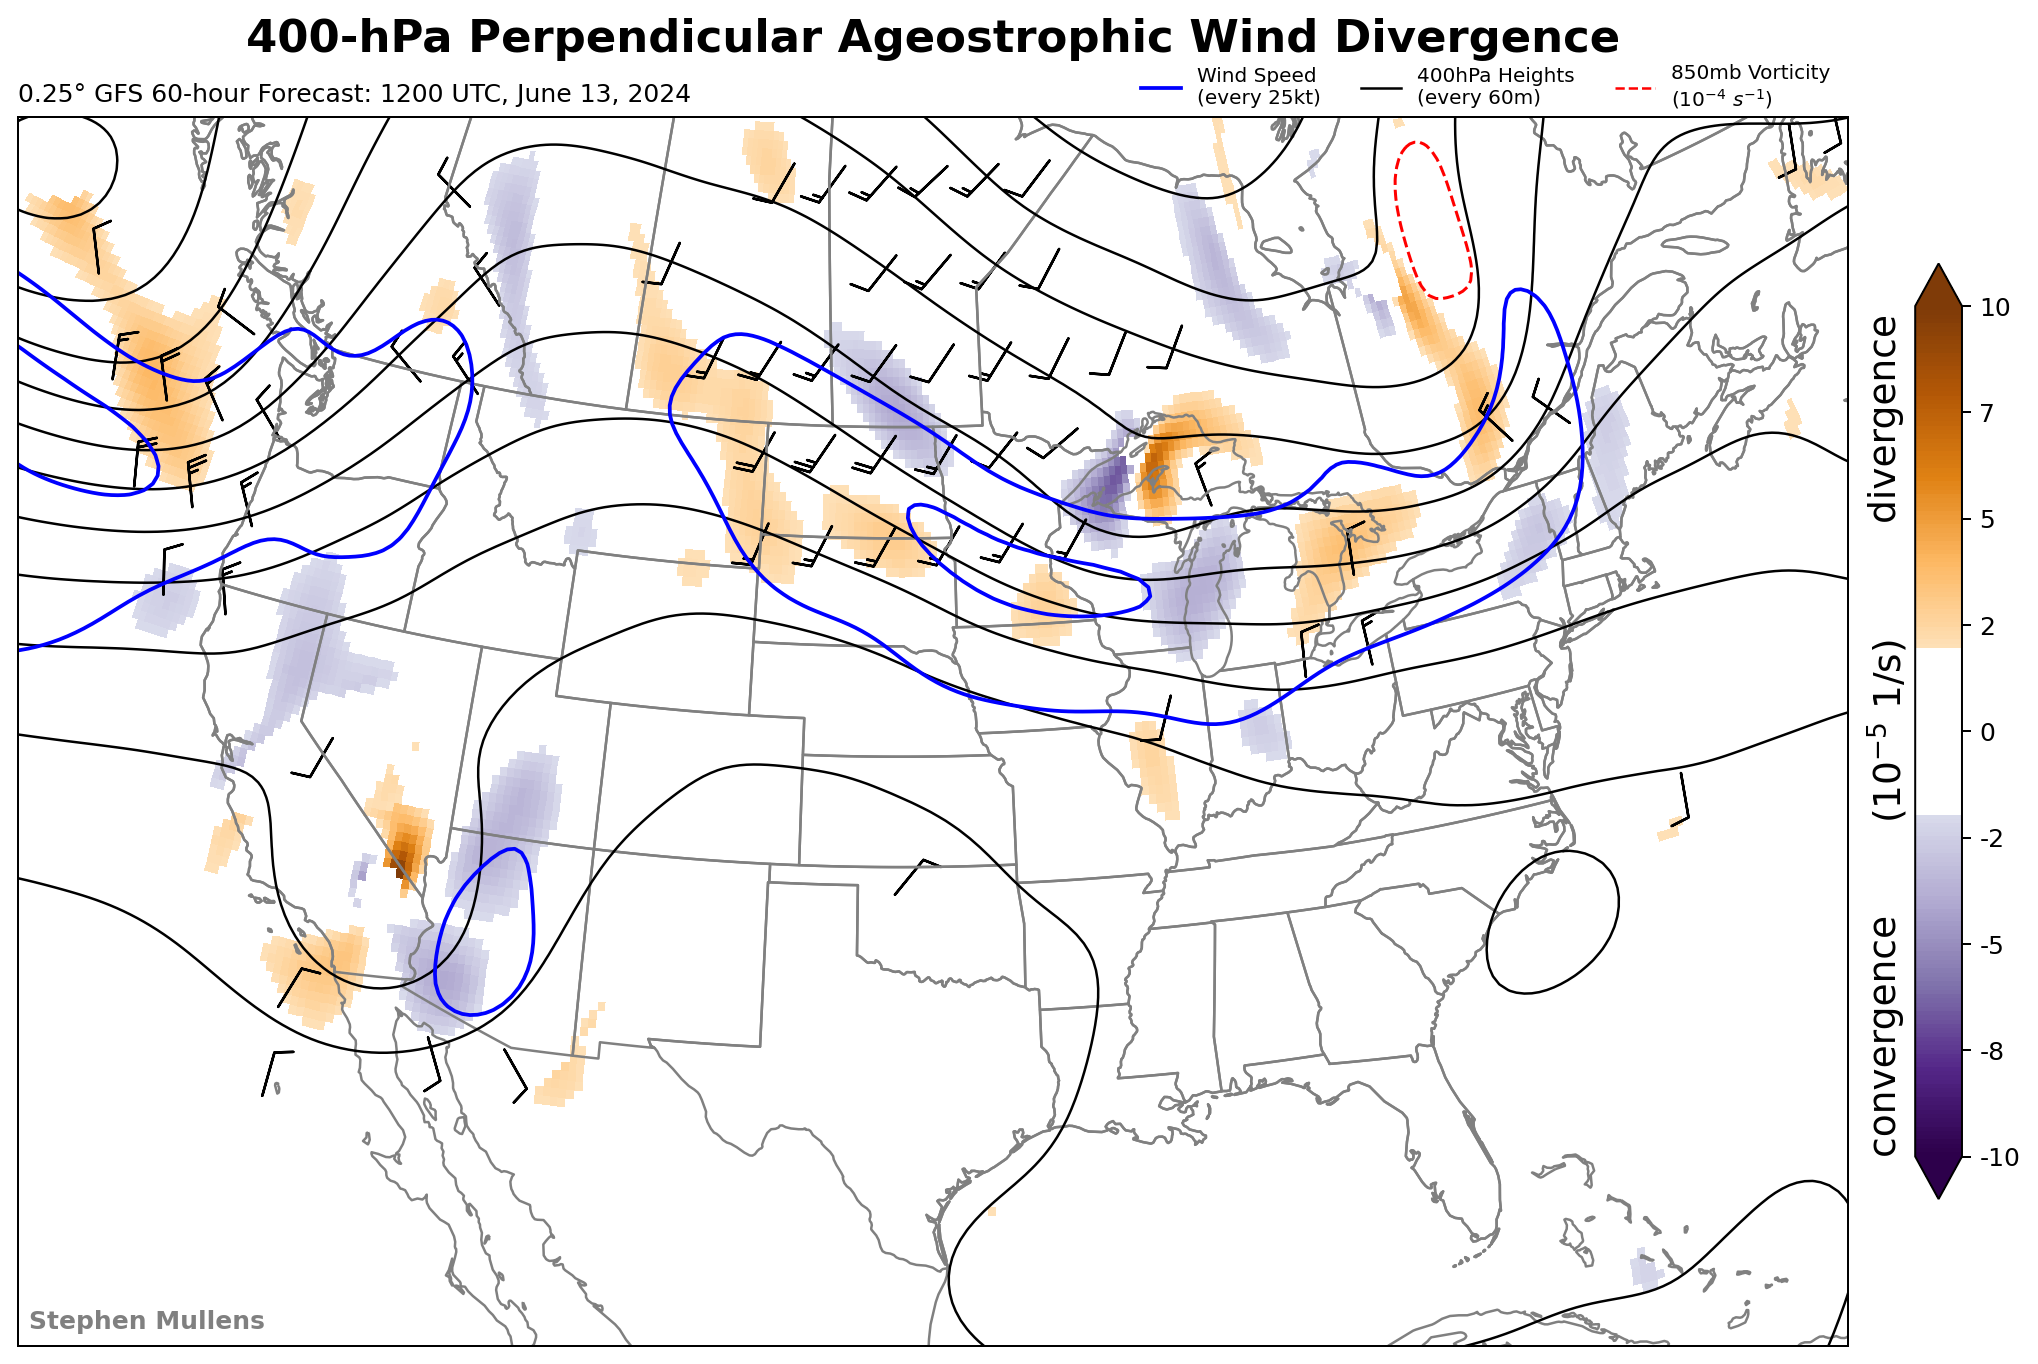 400-hPa Perpendicular Ageostrophic Wind Divergence
0.25° GFS 60-hour Forecast: 1200 UTC, June 13, 2024
Wind Speed
(every 25kt)
400hPa Heights
(every 60m)
850mb Vorticity
(10⁻⁴ s⁻¹)
10
7
5
2
0
-2
-5
-8
-10
convergence (10⁻⁵ 1/s) divergence
Stephen Mullens